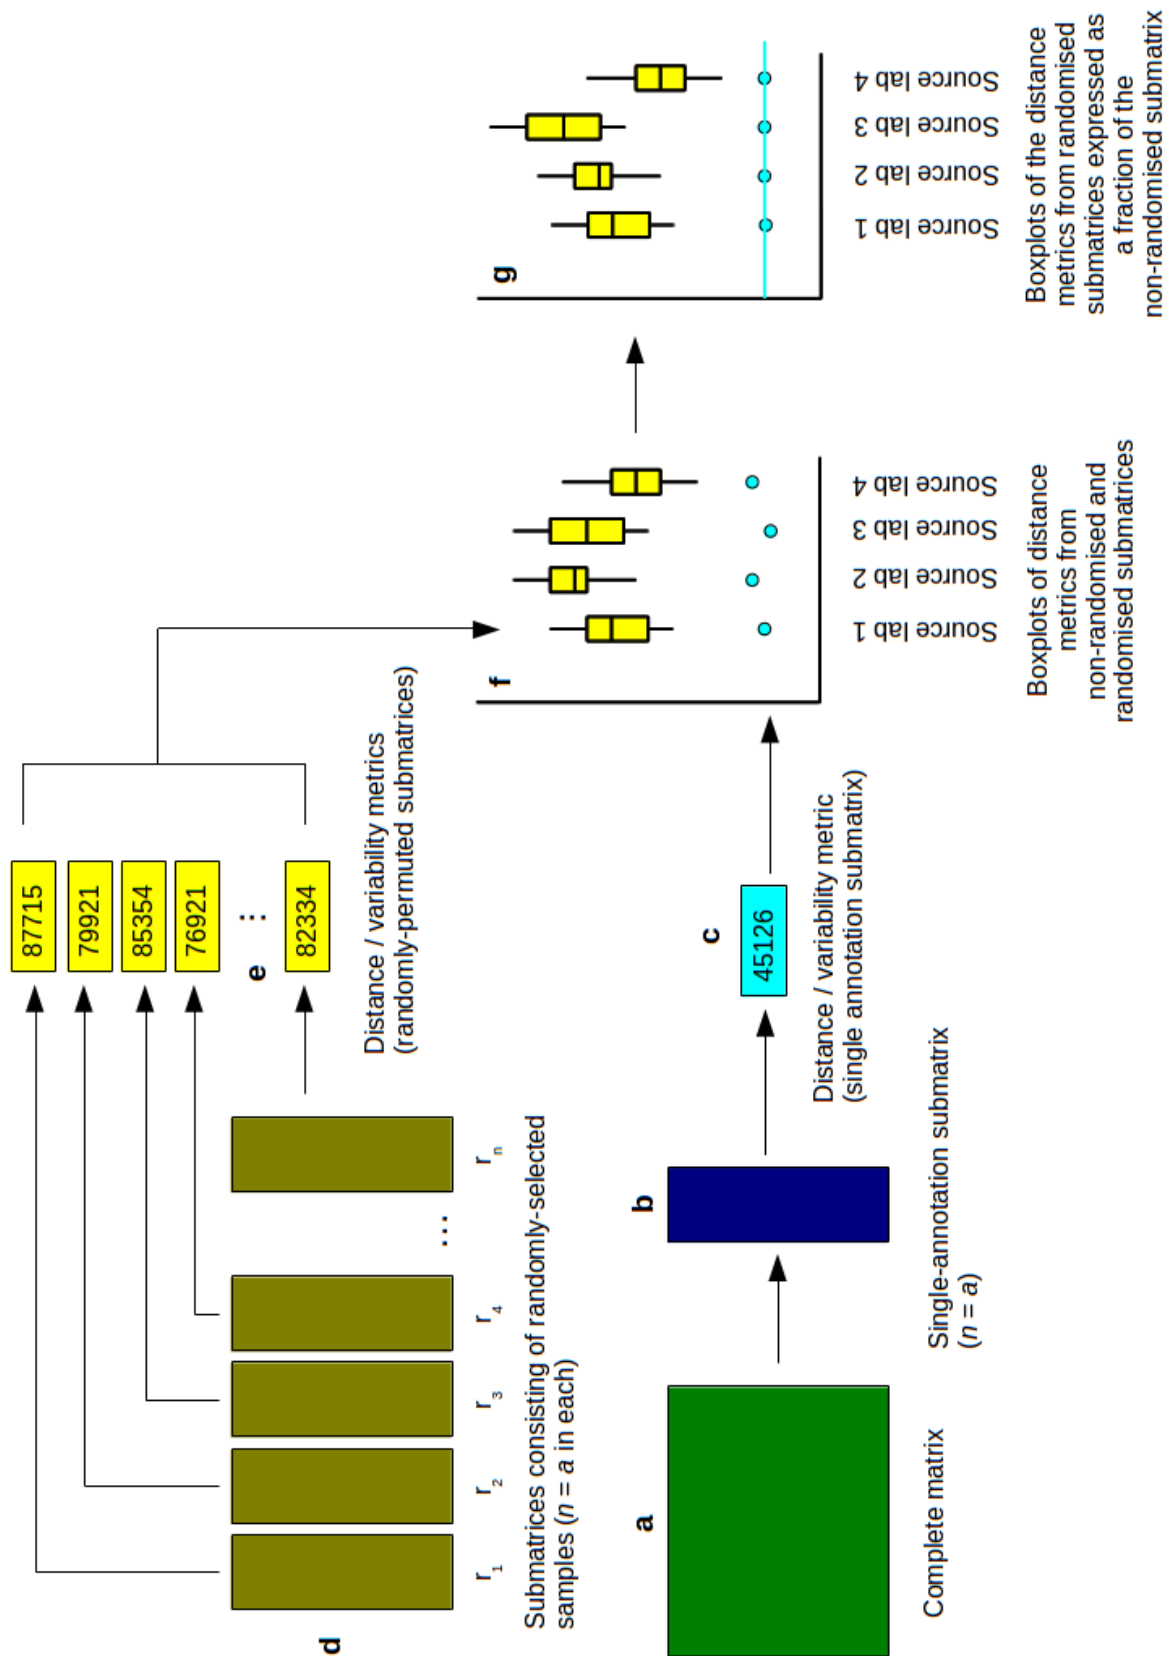 d
r1
r2
r3
r4
...
rn
Submatrices consisting of randomly-selected
samples (n = a in each)
87715
79921
85354
76921
...
82334
e
Distance / variability metrics
(randomly-permuted submatrices)
a
Complete matrix
b
Single-annotation submatrix
(n = a)
c
45126
Distance / variability metric
(single annotation submatrix)
f
Source lab 1
Source lab 2
Source lab 3
Source lab 4
Boxplots of distance
metrics from
non-randomised and
randomised submatrices
g
Source lab 1
Source lab 2
Source lab 3
Source lab 4
Boxplots of the distance
metrics from randomised
submatrices expressed as
a fraction of the
non-randomised submatrix